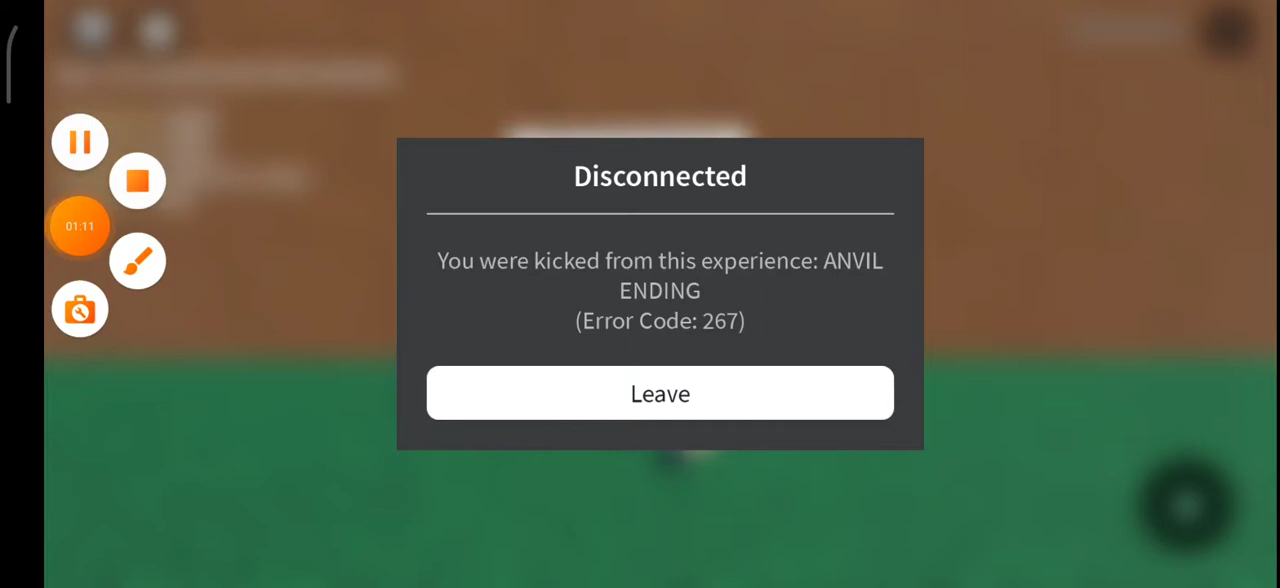 Disconnected
You were kicked from this experience: ANVIL
ENDING
(Error Code: 267)
Leave
01:11